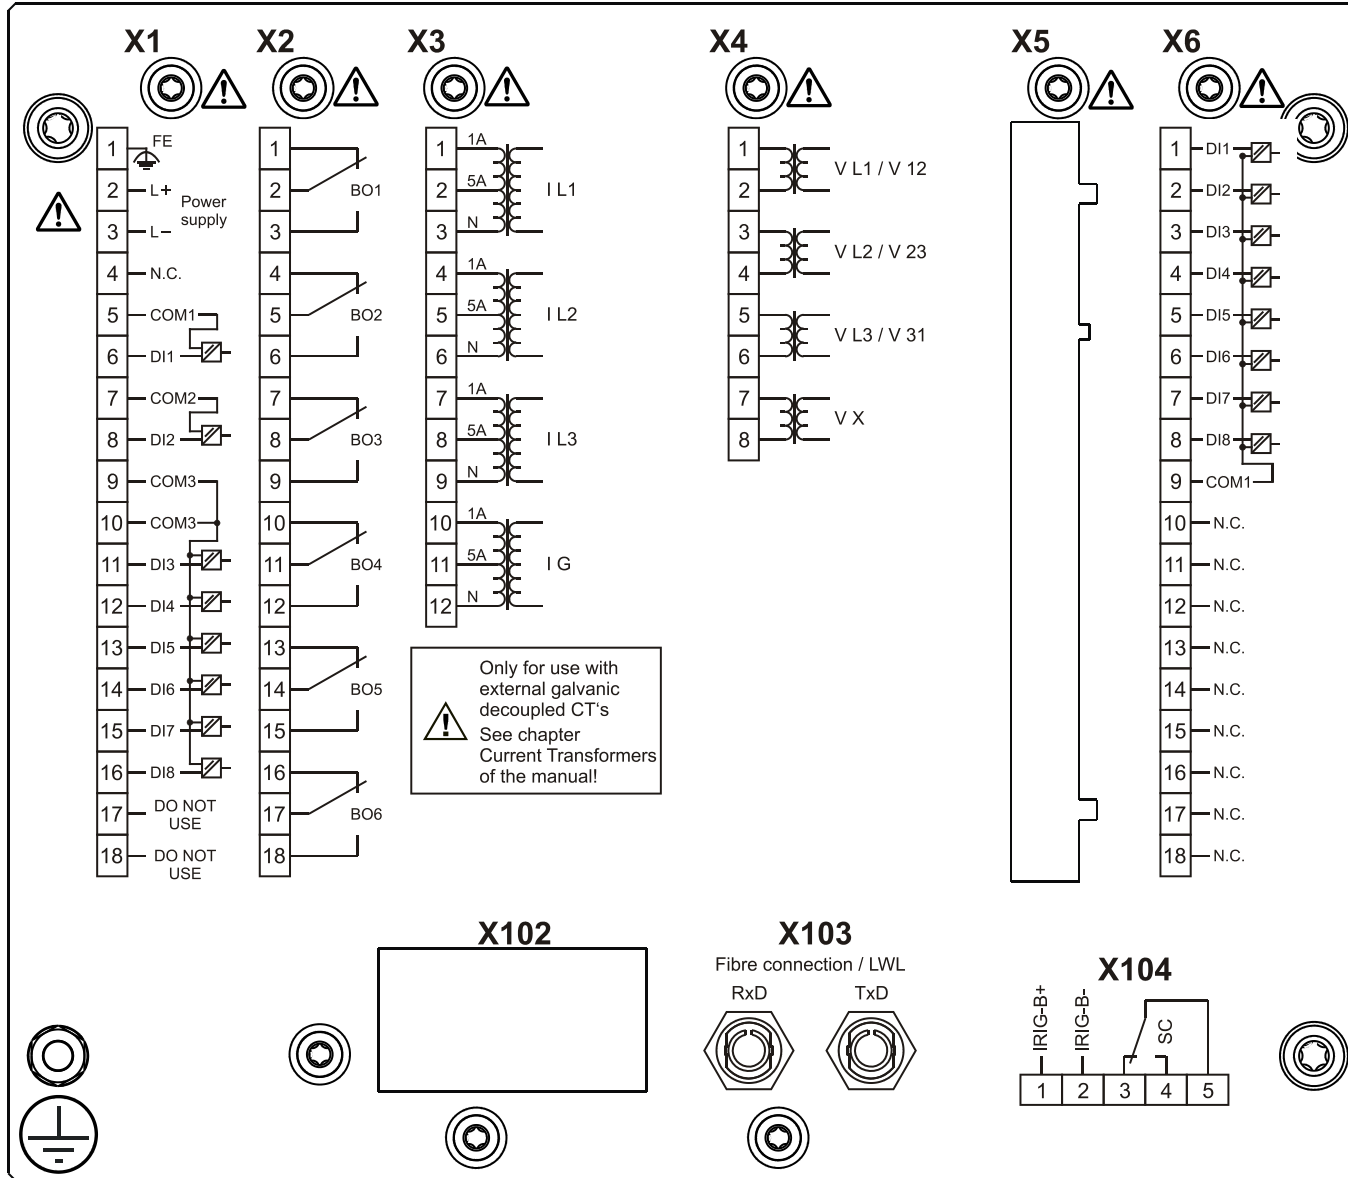 X1
X2
X3
X4
X5
X6
1 FE
2 L+
3 L−
Power
supply
4 N.C.
5 COM1
6 DI1
7 COM2
8 DI2
9 COM3
10 COM3
11 DI3
12 DI4
13 DI5
14 DI6
15 DI7
16 DI8
17 DO NOT
USE
18 DO NOT
USE
1
2 BO1
3
4
5 BO2
6
7
8 BO3
9
10
11 BO4
12
13
14 BO5
15
16
17 BO6
18
1 1A
2 5A I L1
3 N
4 1A
5 5A I L2
6 N
7 1A
8 5A I L3
9 N
10 1A
11 5A I G
12 N
Only for use with
external galvanic
decoupled CT‘s
See chapter
Current Transformers
of the manual!
1
V L1 / V 12
2
3
V L2 / V 23
4
5
V L3 / V 31
6
7
V X
8
1 DI1
2 DI2
3 DI3
4 DI4
5 DI5
6 DI6
7 DI7
8 DI8
9 COM1
10 N.C.
11 N.C.
12 N.C.
13 N.C.
14 N.C.
15 N.C.
16 N.C.
17 N.C.
18 N.C.
X102
X103
Fibre connection / LWL
RxD TxD
X104
IRIG-B+
IRIG-B-
SC
1 2 3 4 5